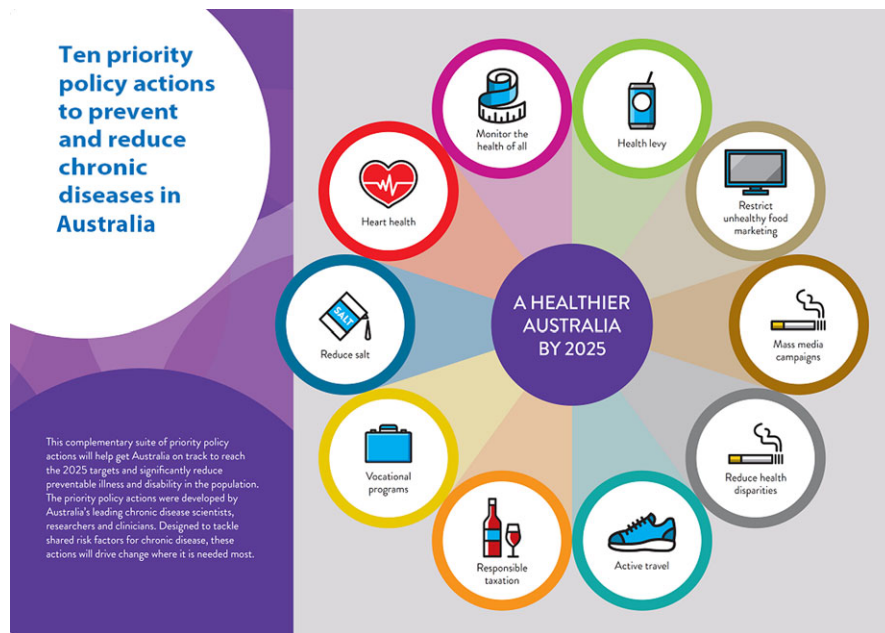 Ten priority
policy actions
to prevent
and reduce
chronic
diseases in
Australia
This complementary suite of priority policy
actions will help get Australia on track to reach
the 2025 targets and significantly reduce
preventable illness and disability in the population.
The priority policy actions were developed by
Australia's leading chronic disease scientists,
researchers and clinicians. Designed to tackle
shared risk factors for chronic disease, these
actions will drive change where it is needed most.
A HEALTHIER
AUSTRALIA
BY 2025
Monitor the
health of all
Health levy
Restrict
unhealthy food
marketing
Mass media
campaigns
Reduce health
disparities
Active travel
Responsible
taxation
Vocational
programs
SALT
Reduce salt
Heart health